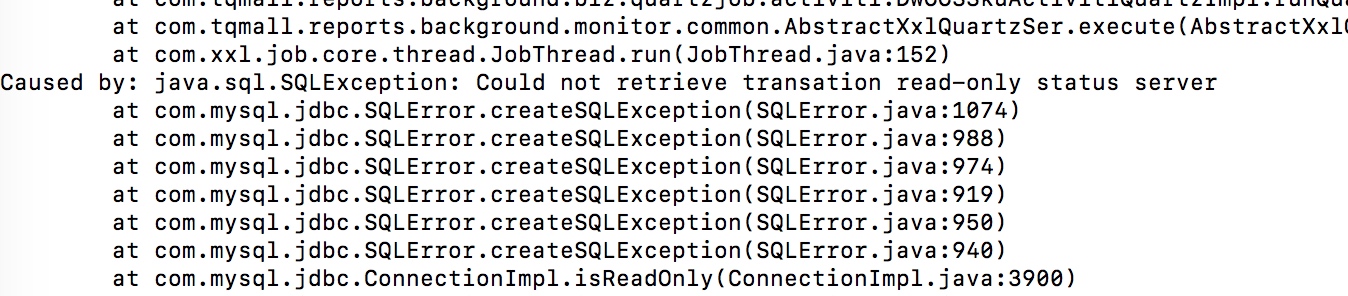 at com.tqmall.reports.background.biz.quartzjob.activiti.DwOOSSkuActivitiQuartzImpl.runQua
at com.tqmall.reports.background.monitor.common.AbstractXxlQuartzSer.execute(AbstractXxlQ
at com.xxl.job.core.thread.JobThread.run(JobThread.java:152)
Caused by: java.sql.SQLException: Could not retrieve transation read-only status server
at com.mysql.jdbc.SQLError.createSQLException(SQLError.java:1074)
at com.mysql.jdbc.SQLError.createSQLException(SQLError.java:988)
at com.mysql.jdbc.SQLError.createSQLException(SQLError.java:974)
at com.mysql.jdbc.SQLError.createSQLException(SQLError.java:919)
at com.mysql.jdbc.SQLError.createSQLException(SQLError.java:950)
at com.mysql.jdbc.SQLError.createSQLException(SQLError.java:940)
at com.mysql.jdbc.ConnectionImpl.isReadOnly(ConnectionImpl.java:3900)